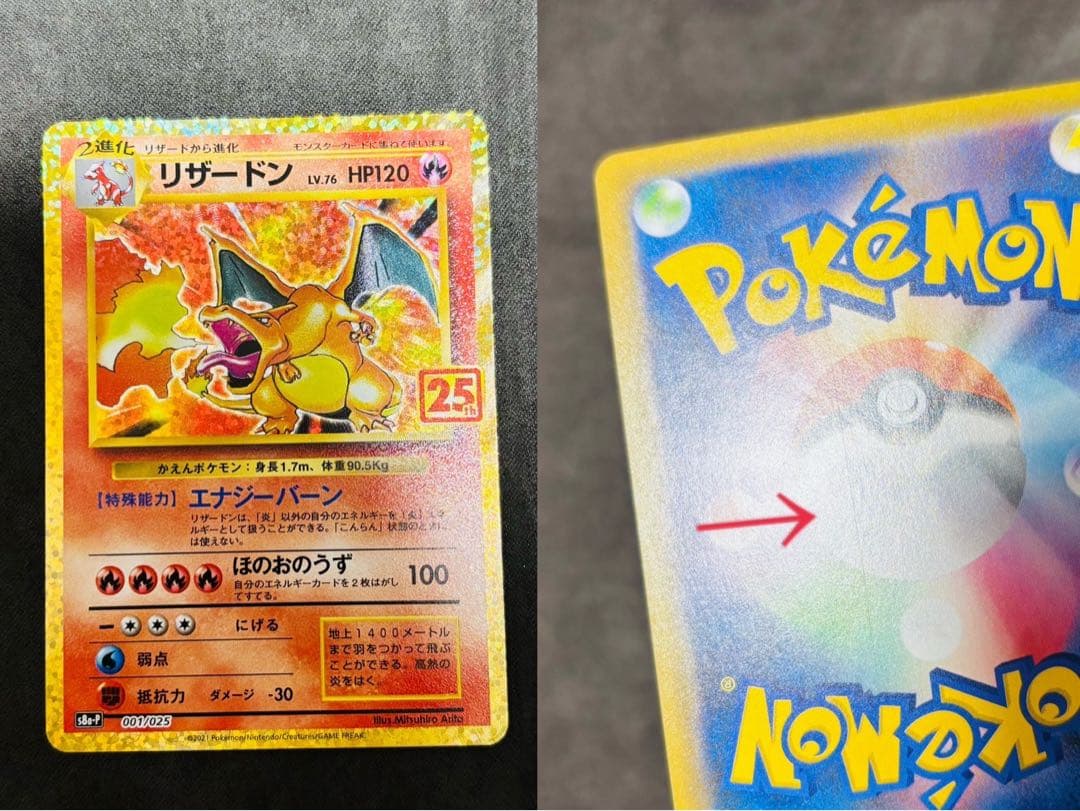 2進化 リザードから進化 モンスターカードに重ねて使います
リザードン LV.76 HP120
25th
かえんポケモン：身長1.7m、体重90.5Kg
【特殊能力】エナジーバーン
リザードンは、「炎」以外の自分のエネルギーを「炎」エネ
ルギーとして扱うことができる。「こんらん」状態のときに
は使えない。
ほのおのうず 100
自分のエネルギーカードを２枚はがし
てすてる。
にげる
弱点
抵抗力 ダメージ -30
地上１４００メートル
まで羽をつかって飛ぶ
ことができる。高熱の
炎をはく。
s8a-P 001/025
Illus.Mitsuhiro Arita
©2021 Pokémon/Nintendo/Creatures/GAME FREAK
POKéMON
POKéMON
®